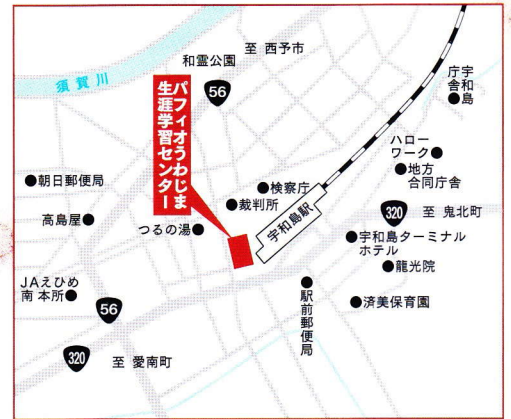 至 西予市
和霊公園
須賀川
56
パフィオうわじま
生涯学習センター
宇和島
庁舎
ハロー
ワーク
地方
合同庁舎
検察庁
裁判所
朝日郵便局
高島屋
つるの湯
宇和島駅
320
至 鬼北町
宇和島ターミナル
ホテル
龍光院
JAえひめ
南 本所
56
駅前郵便局
済美保育園
320
至 愛南町